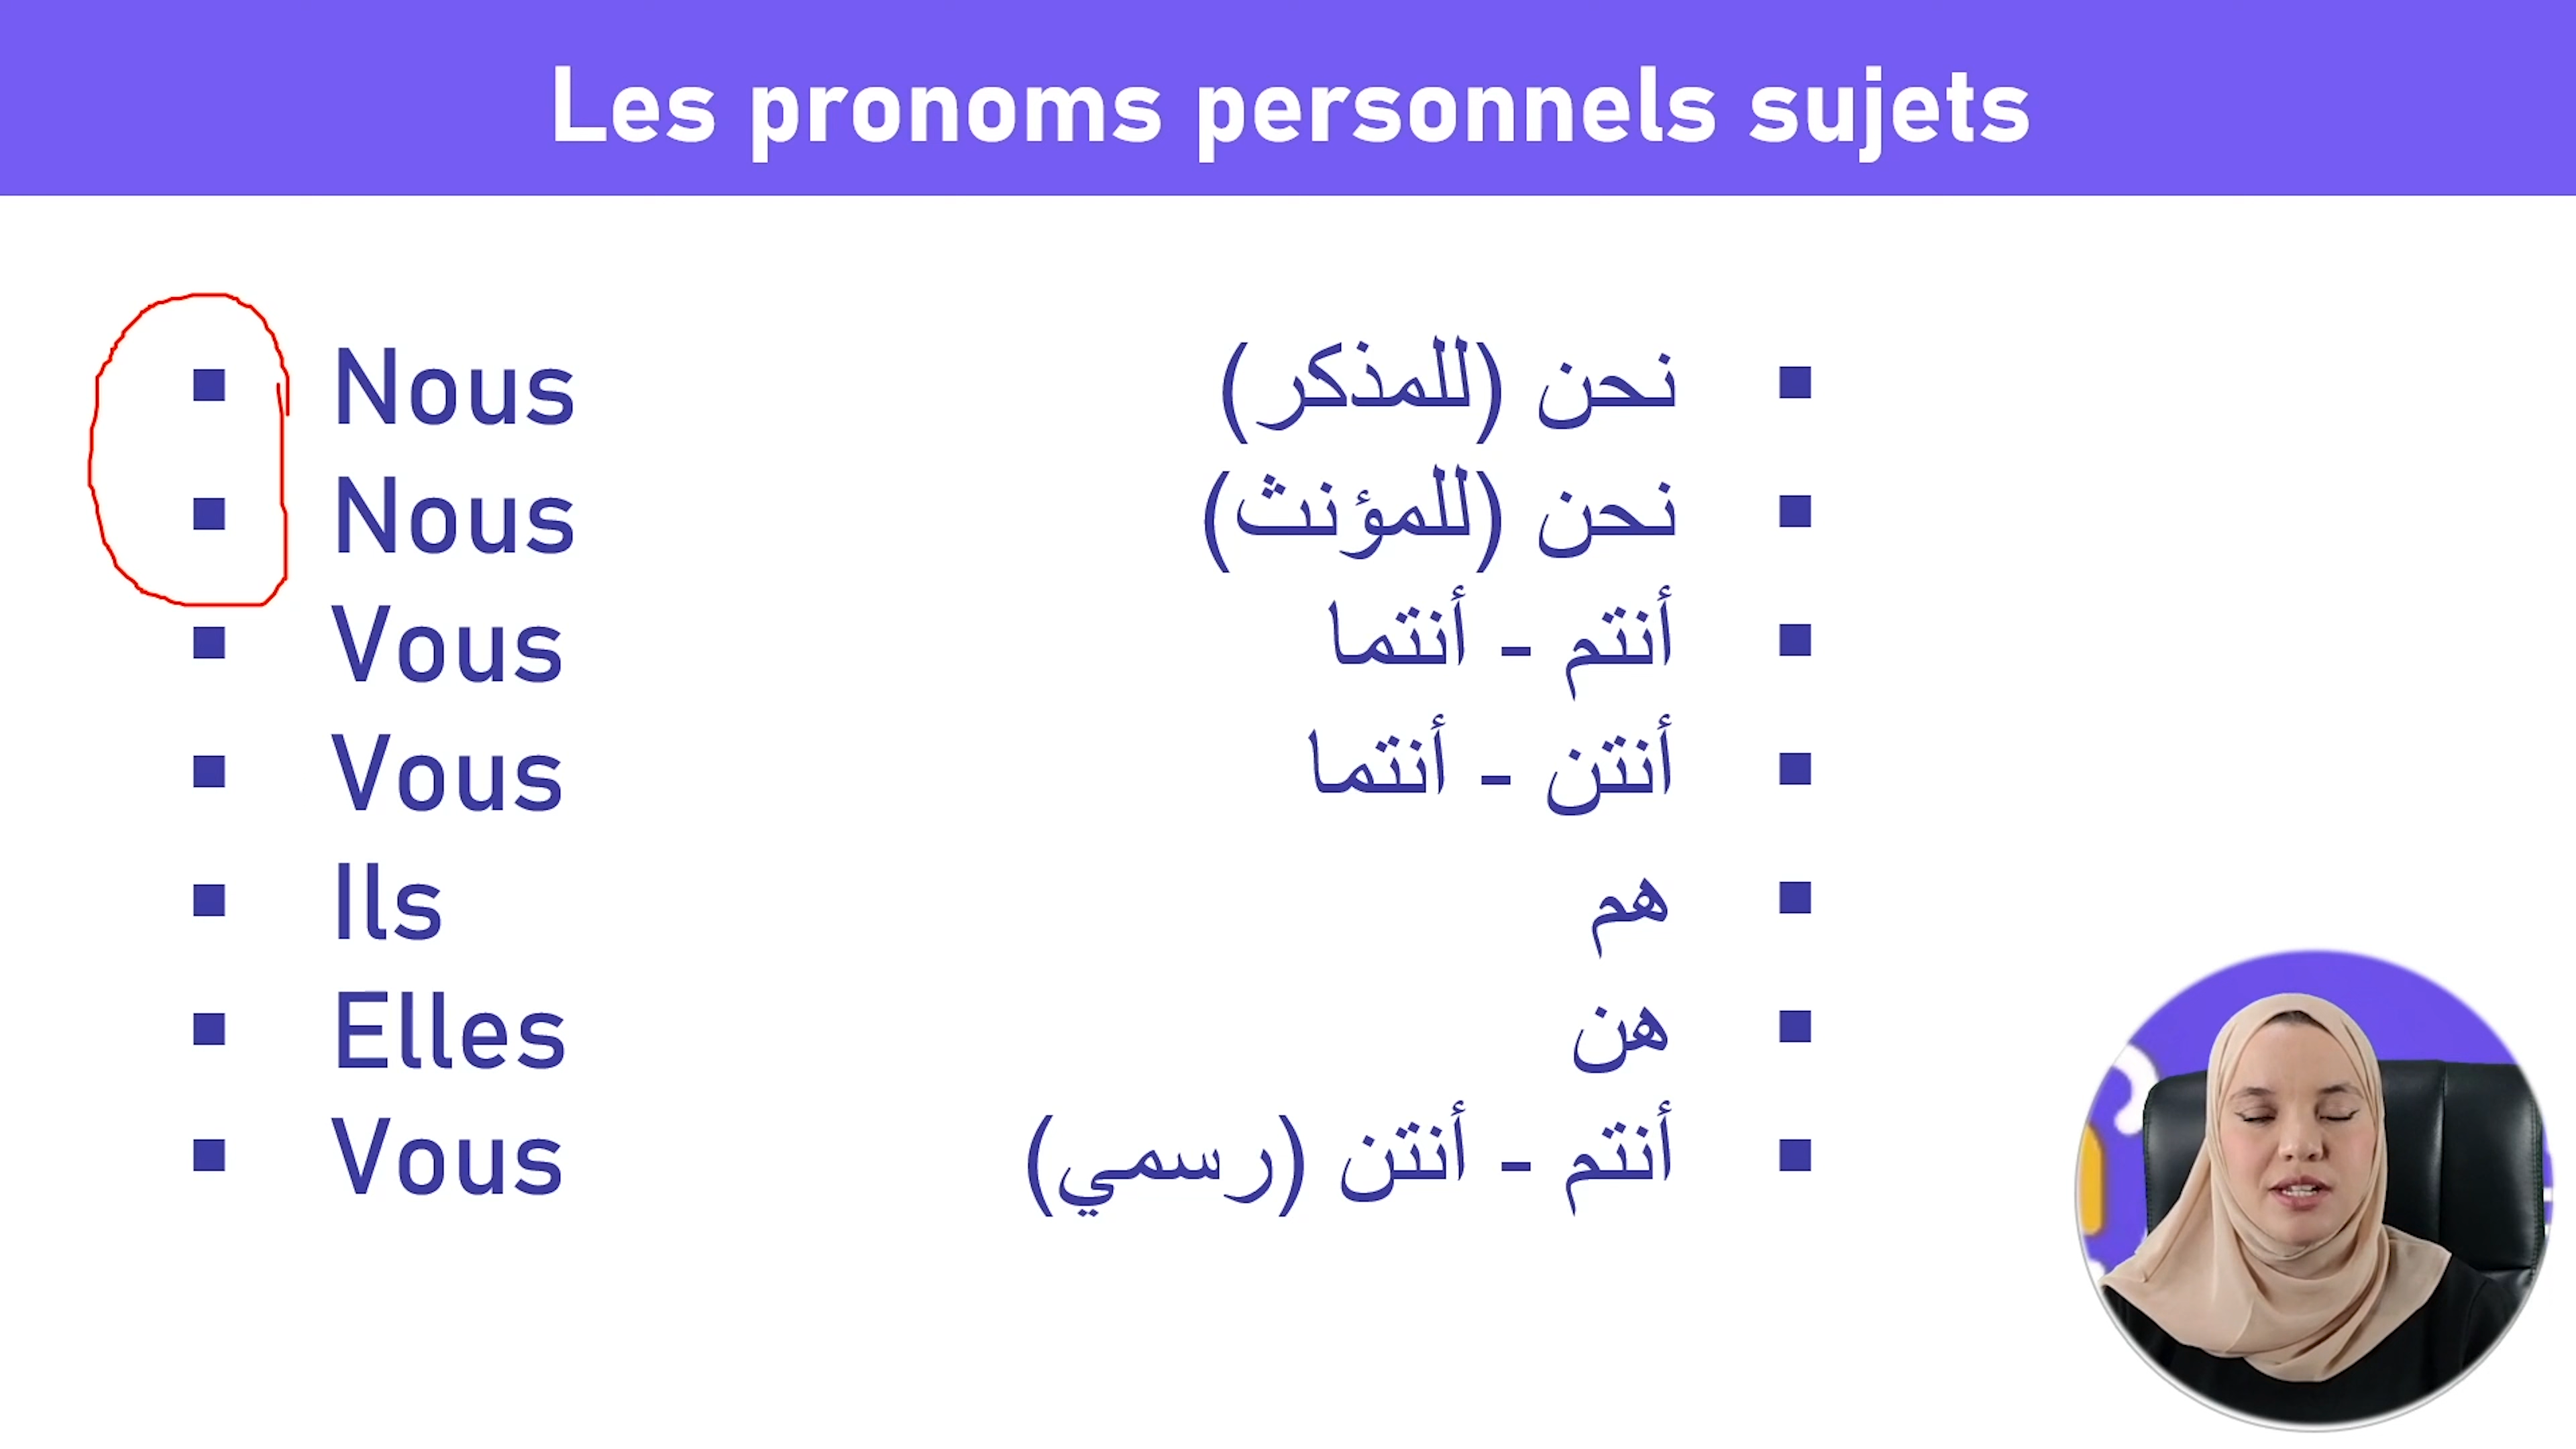 Les pronoms personnels sujets
▪ Nous
▪ Nous
▪ Vous
▪ Vous
▪ Ils
▪ Elles
▪ Vous
▪ نحن (للمذكر)
▪ نحن (للمؤنث)
▪ أنتم - أنتما
▪ أنتن - أنتما
▪ هم
▪ هن
▪ أنتم - أنتن (رسمي)